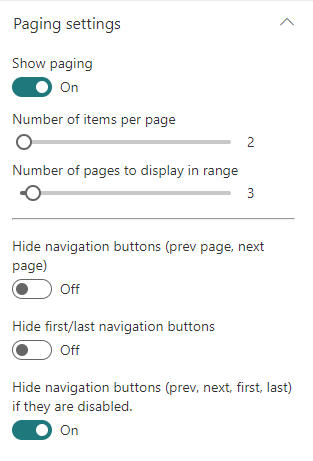 Paging settings
Show paging
On
Number of items per page
2
Number of pages to display in range
3
Hide navigation buttons (prev page, next
page)
Off
Hide first/last navigation buttons
Off
Hide navigation buttons (prev, next, first, last)
if they are disabled.
On